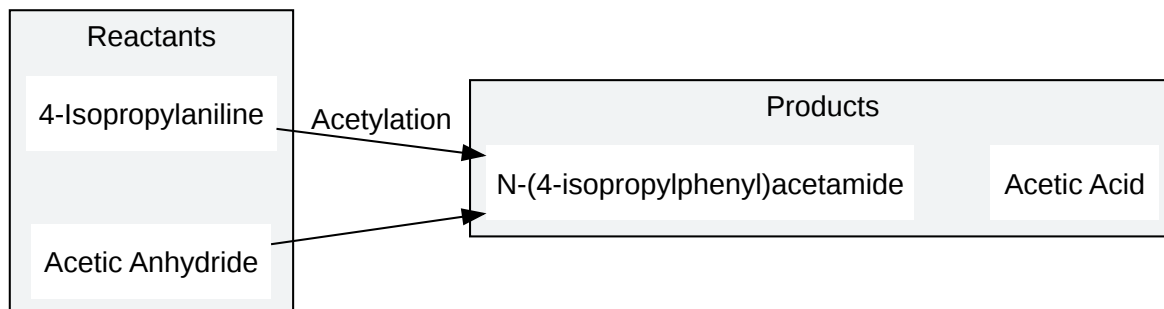 Reactants
4-Isopropylaniline
Acetylation
Acetic Anhydride
Products
N-(4-isopropylphenyl)acetamide
Acetic Acid